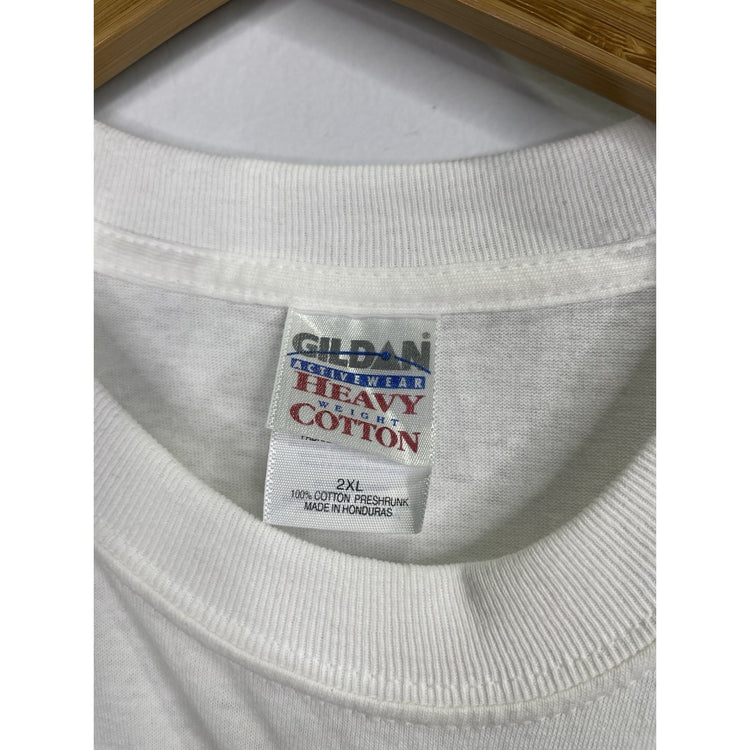 GILDAN®
ACTIVEWEAR
HEAVY
WEIGHT
COTTON
2XL
100% COTTON PRESHRUNK
MADE IN HONDURAS